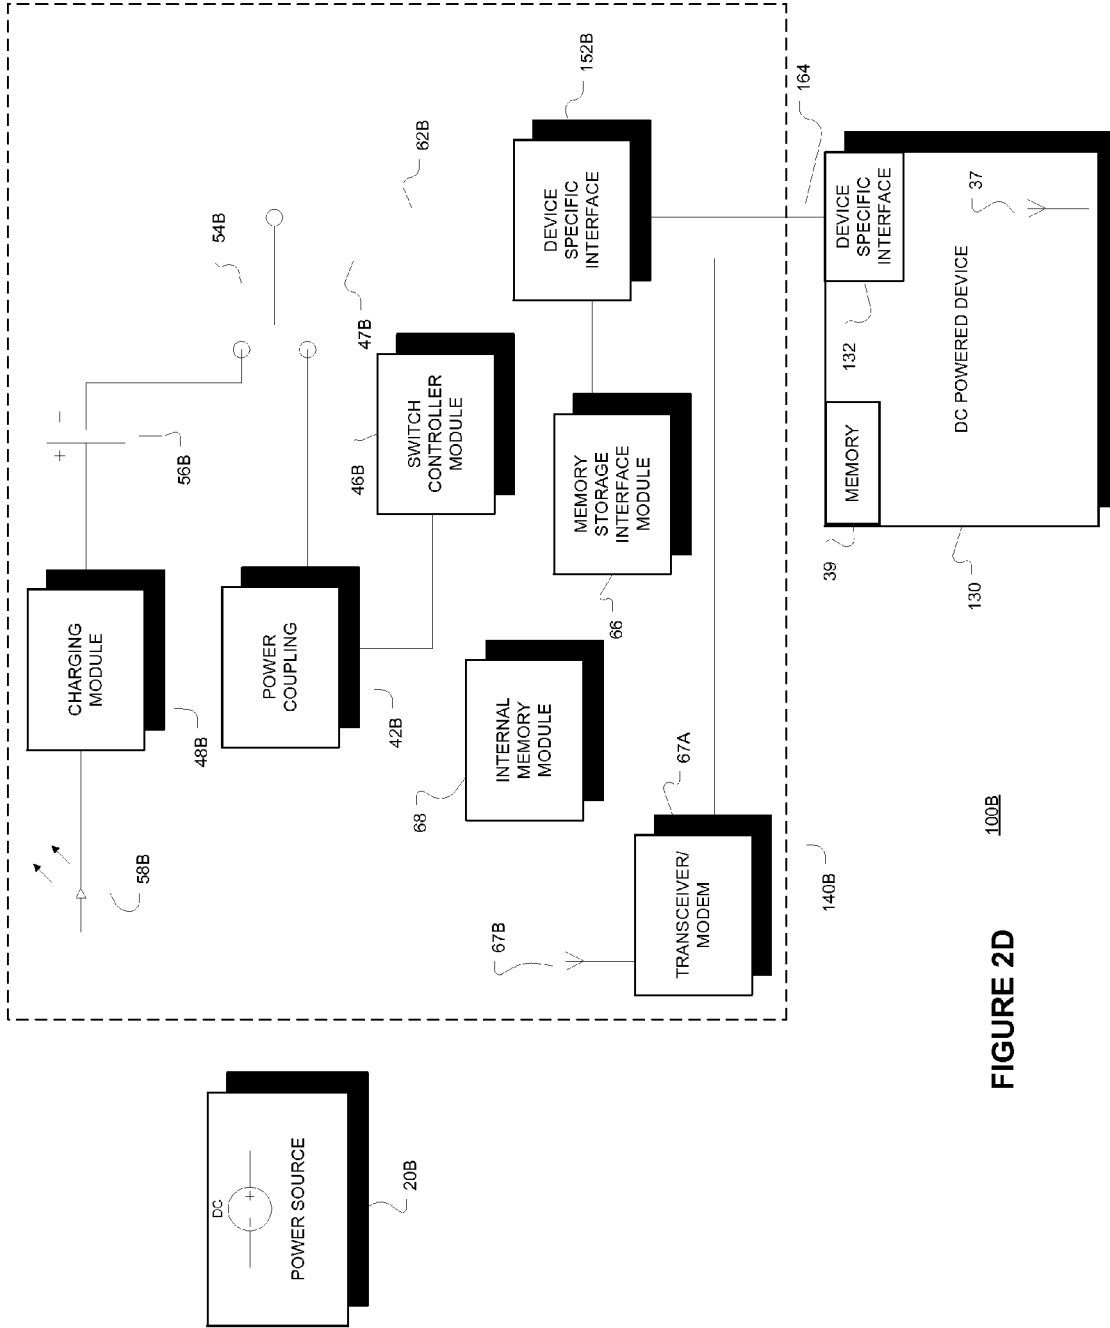 DC
POWER SOURCE
20B
58B
CHARGING
MODULE
48B
+ -
56B
POWER
COUPLING
42B
54B
47B
62B
SWITCH
CONTROLLER
MODULE
46B
DEVICE
SPECIFIC
INTERFACE
152B
MEMORY
STORAGE
INTERFACE
MODULE
66
INTERNAL
MEMORY
MODULE
68
67A
67B
TRANSCEIVER/
MODEM
140B
164
DEVICE
SPECIFIC
INTERFACE
132
37
DC POWERED DEVICE
MEMORY
39
130
100B
FIGURE 2D